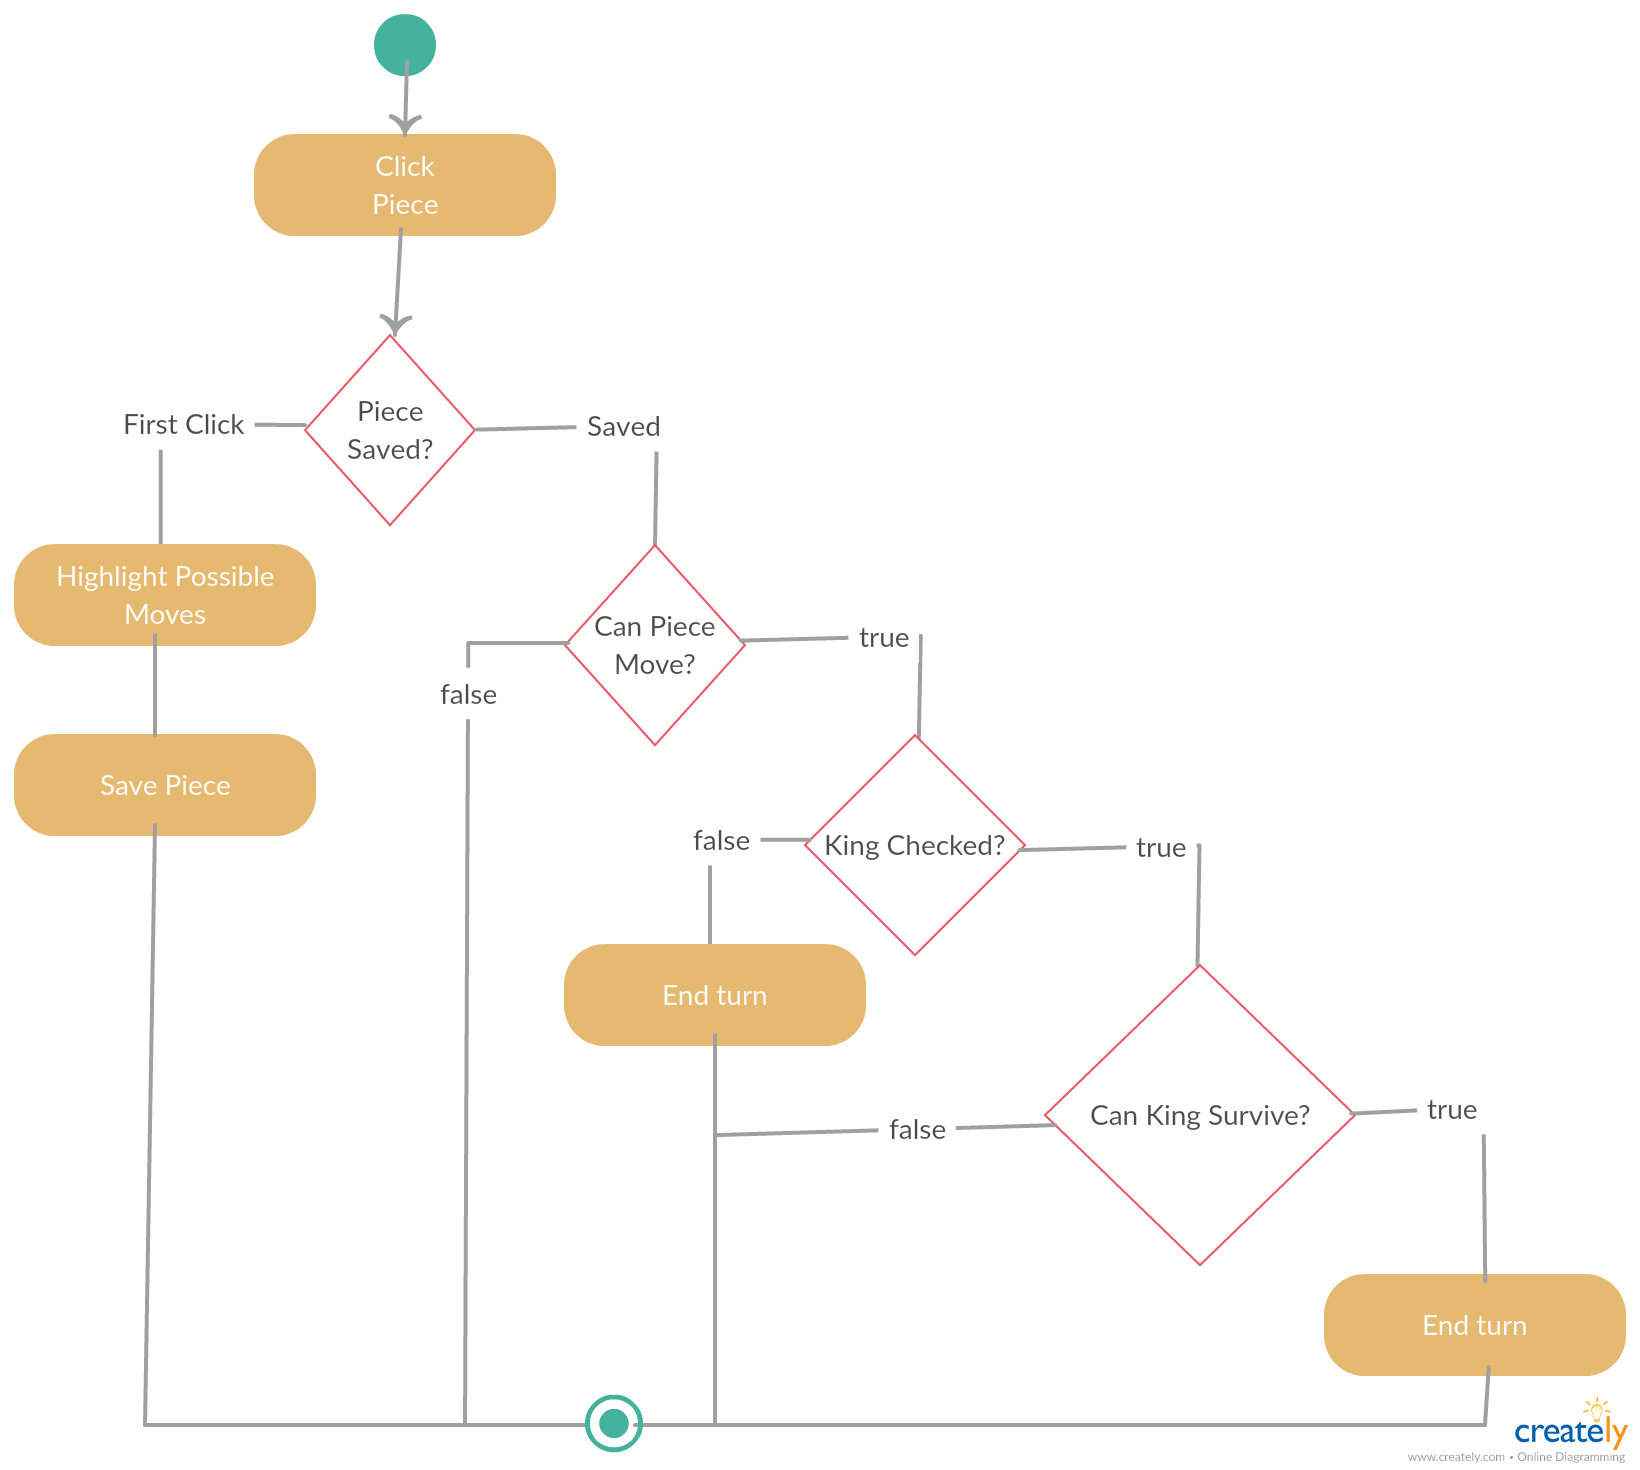 Click
Piece
Piece
Saved?
First Click
Saved
Highlight Possible
Moves
Can Piece
Move?
true
false
Save Piece
King Checked?
false
true
End turn
Can King Survive?
false
true
End turn
creately
www.creately.com • Online Diagramming